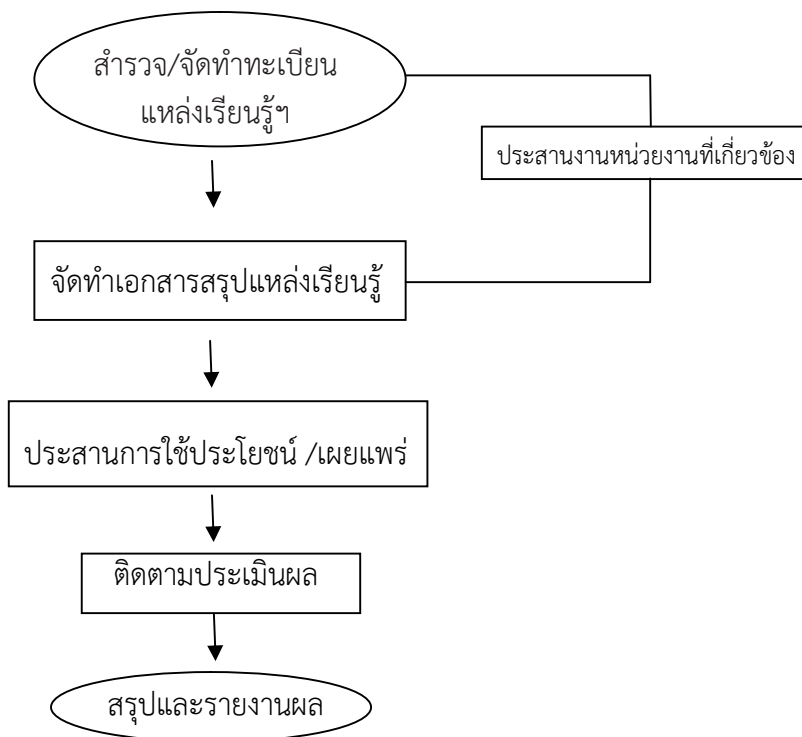 สำรวจ/จัดทำทะเบียน
แหล่งเรียนรู้ฯ
ประสานงานหน่วยงานที่เกี่ยวข้อง
จัดทำเอกสารสรุปแหล่งเรียนรู้
ประสานการใช้ประโยชน์ /เผยแพร่
ติดตามประเมินผล
สรุปและรายงานผล